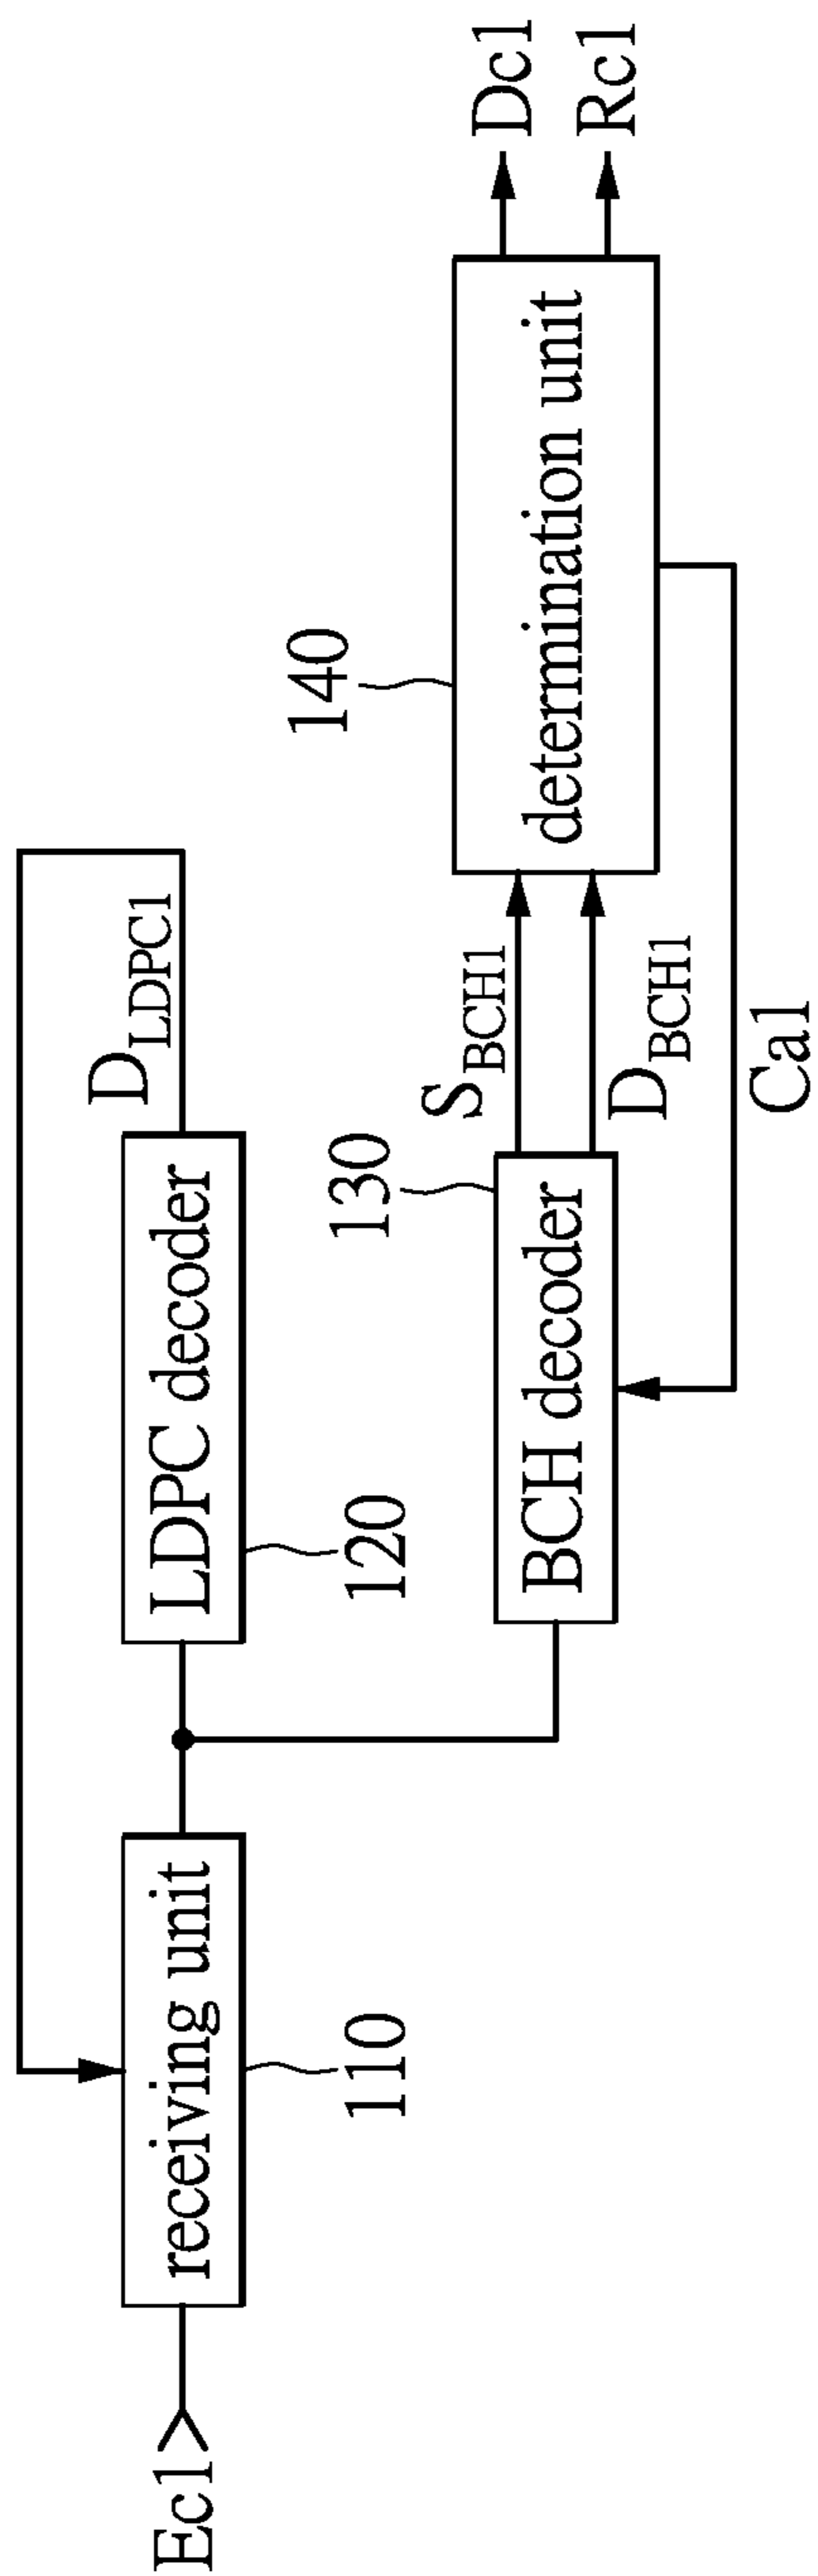 Ec1
receiving unit
110
LDPC decoder
120
D_LDPC1
BCH decoder
130
S_BCH1
D_BCH1
Ca1
determination unit
140
Dc1
Rc1